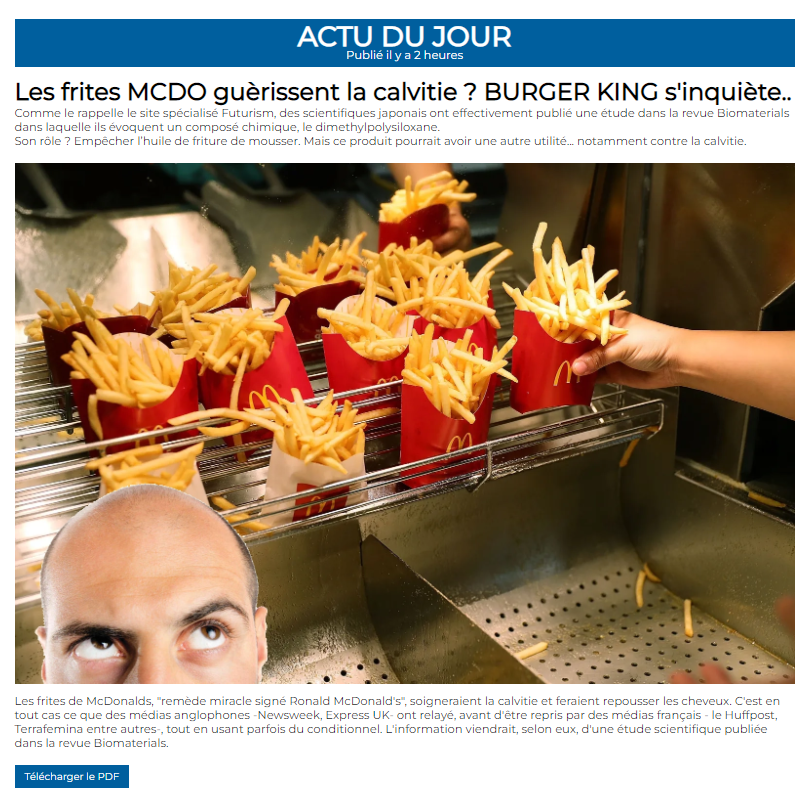 ACTU DU JOUR
Publié il y a 2 heures
Les frites MCDO guèrissent la calvitie ? BURGER KING s'inquiète..
Comme le rappelle le site spécialisé Futurism, des scientifiques japonais ont effectivement publié une étude dans la revue Biomaterials
dans laquelle ils évoquent un composé chimique, le dimethylpolysiloxane.
Son rôle ? Empêcher l'huile de friture de mousser. Mais ce produit pourrait avoir une autre utilité... notamment contre la calvitie.
Les frites de McDonalds, "remède miracle signé Ronald McDonald's", soigneraient la calvitie et feraient repousser les cheveux. C'est en
tout cas ce que des médias anglophones -Newsweek, Express UK- ont relayé, avant d'être repris par des médias français - le Huffpost,
Terrafemina entre autres-, tout en usant parfois du conditionnel. L'information viendrait, selon eux, d'une étude scientifique publiée
dans la revue Biomaterials.
Télécharger le PDF